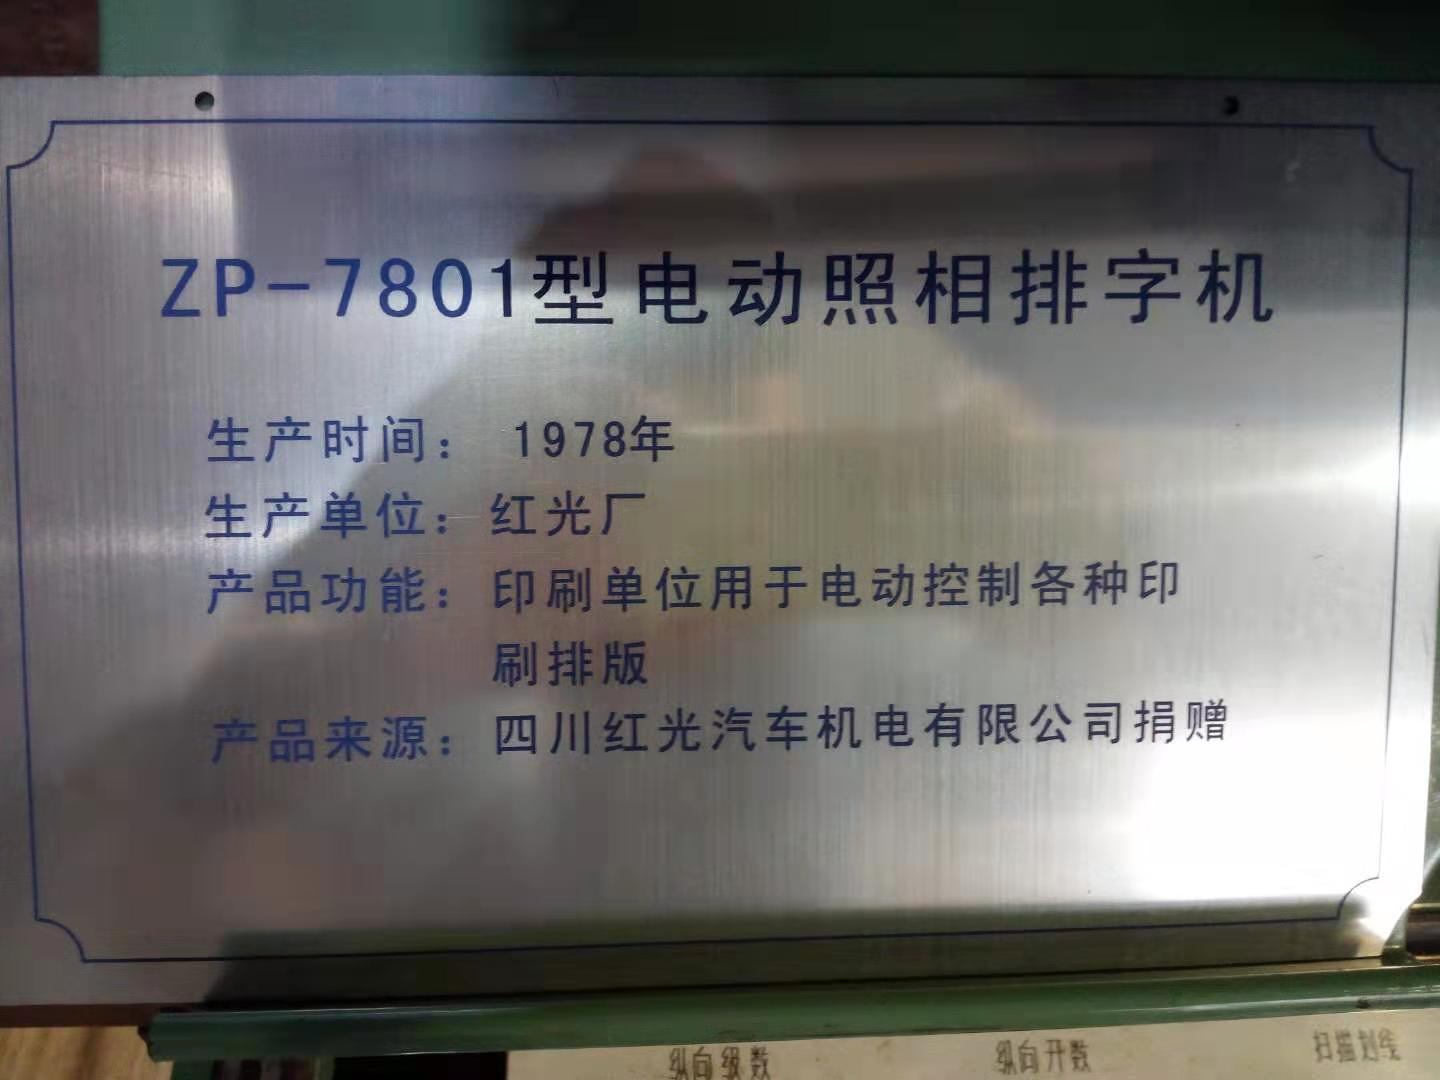 ZP-7801型电动照相排字机
生产时间： 1978年
生产单位：红光厂
产品功能：印刷单位用于电动控制各种印
刷排版
产品来源：四川红光汽车机电有限公司捐赠
纵向级数 纵向开数 扫描划线